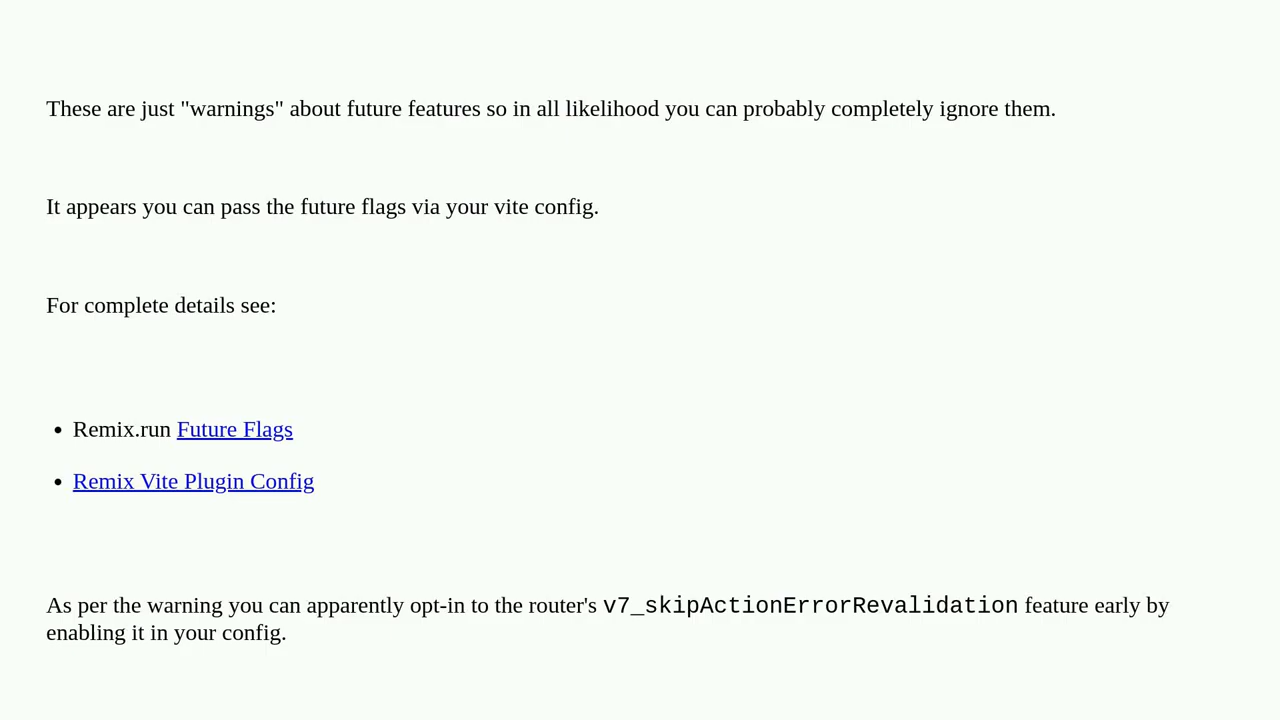 These are just "warnings" about future features so in all likelihood you can probably completely ignore them.
It appears you can pass the future flags via your vite config.
For complete details see:
• Remix.run Future Flags
• Remix Vite Plugin Config
As per the warning you can apparently opt-in to the router's v7_skipActionErrorRevalidation feature early by
enabling it in your config.